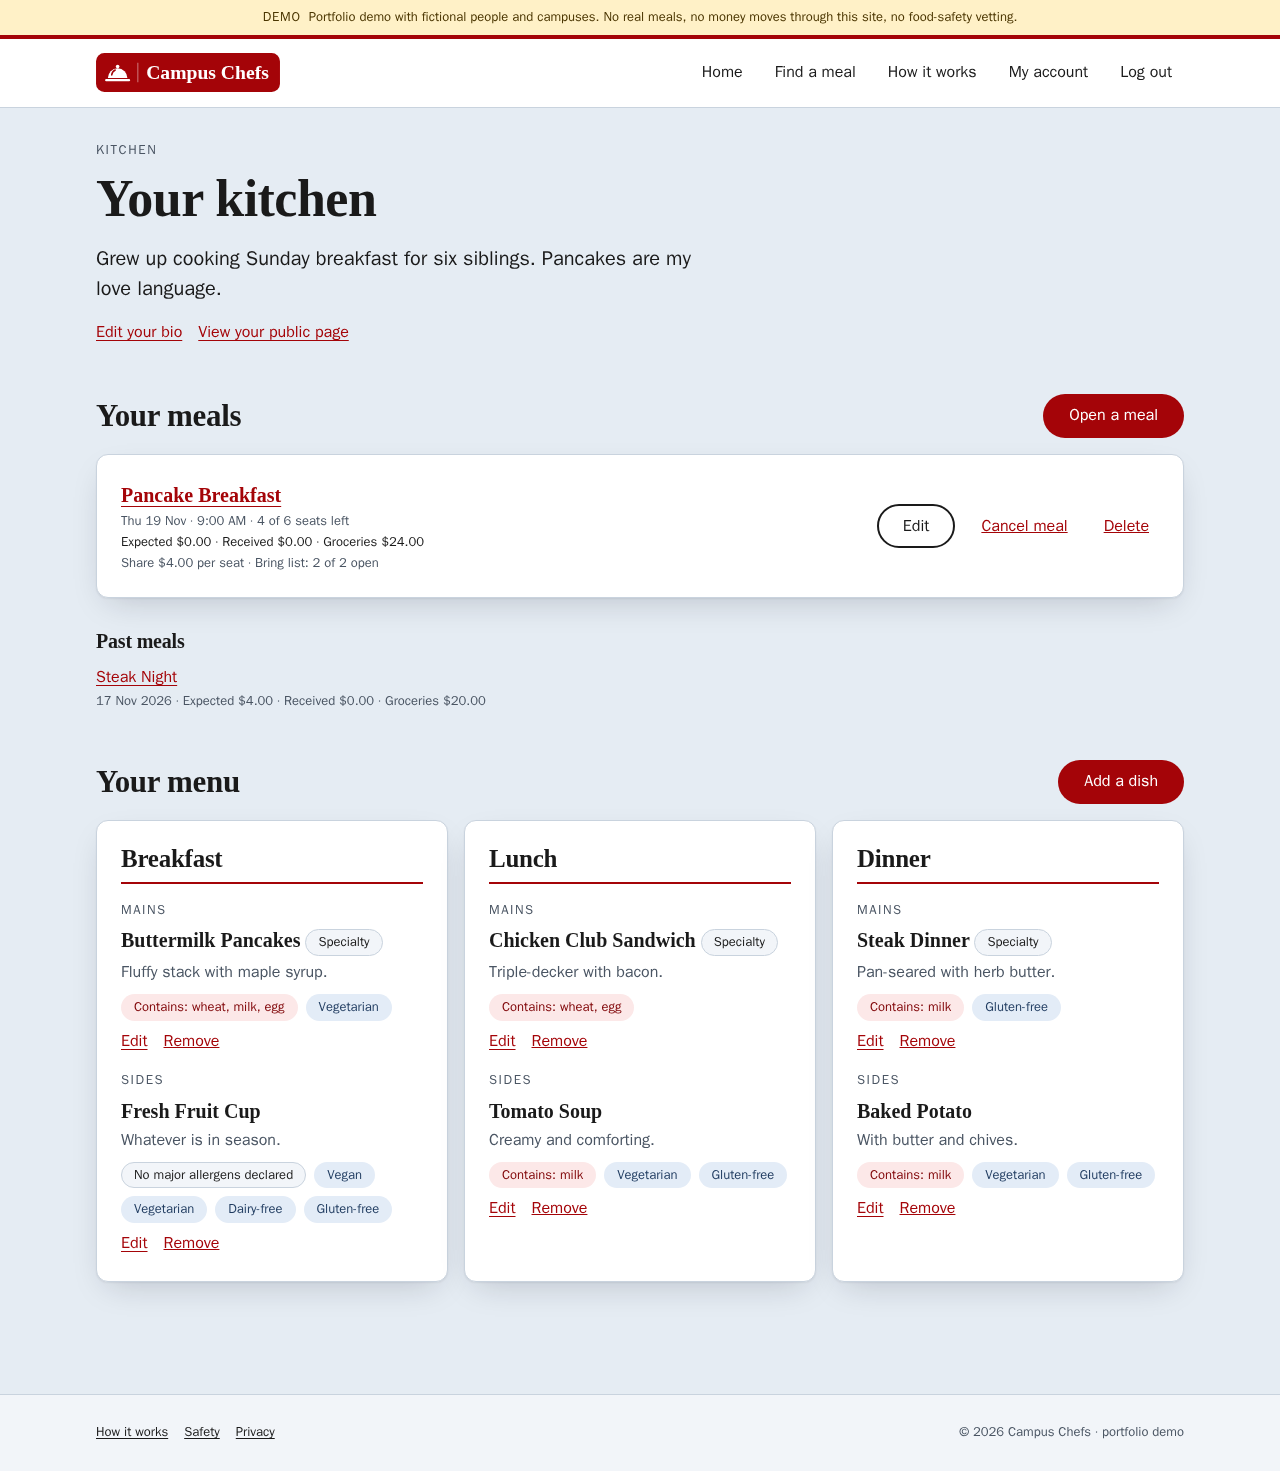 DEMO Portfolio demo with fictional people and campuses. No real meals, no money moves through this site, no food-safety vetting.
Campus Chefs
Home Find a meal How it works My account Log out
KITCHEN
Your kitchen
Grew up cooking Sunday breakfast for six siblings. Pancakes are my
love language.
Edit your bio View your public page
Your meals
Open a meal
Pancake Breakfast
Thu 19 Nov · 9:00 AM · 4 of 6 seats left
Expected $0.00 · Received $0.00 · Groceries $24.00
Share $4.00 per seat · Bring list: 2 of 2 open
Edit Cancel meal Delete
Past meals
Steak Night
17 Nov 2026 · Expected $4.00 · Received $0.00 · Groceries $20.00
Your menu
Add a dish
Breakfast
MAINS
Buttermilk Pancakes Specialty
Fluffy stack with maple syrup.
Contains: wheat, milk, egg Vegetarian
Edit Remove
SIDES
Fresh Fruit Cup
Whatever is in season.
No major allergens declared Vegan
Vegetarian Dairy-free Gluten-free
Edit Remove
Lunch
MAINS
Chicken Club Sandwich Specialty
Triple-decker with bacon.
Contains: wheat, egg
Edit Remove
SIDES
Tomato Soup
Creamy and comforting.
Contains: milk Vegetarian Gluten-free
Edit Remove
Dinner
MAINS
Steak Dinner Specialty
Pan-seared with herb butter.
Contains: milk Gluten-free
Edit Remove
SIDES
Baked Potato
With butter and chives.
Contains: milk Vegetarian Gluten-free
Edit Remove
How it works Safety Privacy
© 2026 Campus Chefs · portfolio demo